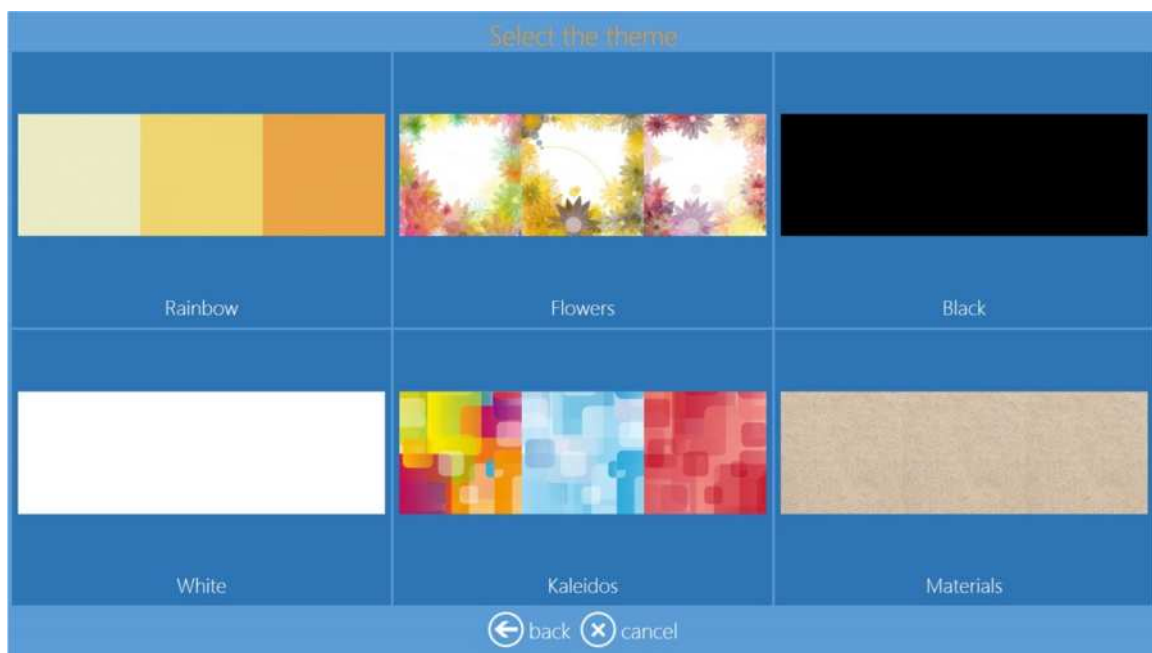 Select the theme
Rainbow
Flowers
Black
White
Kaleidos
Materials
back cancel